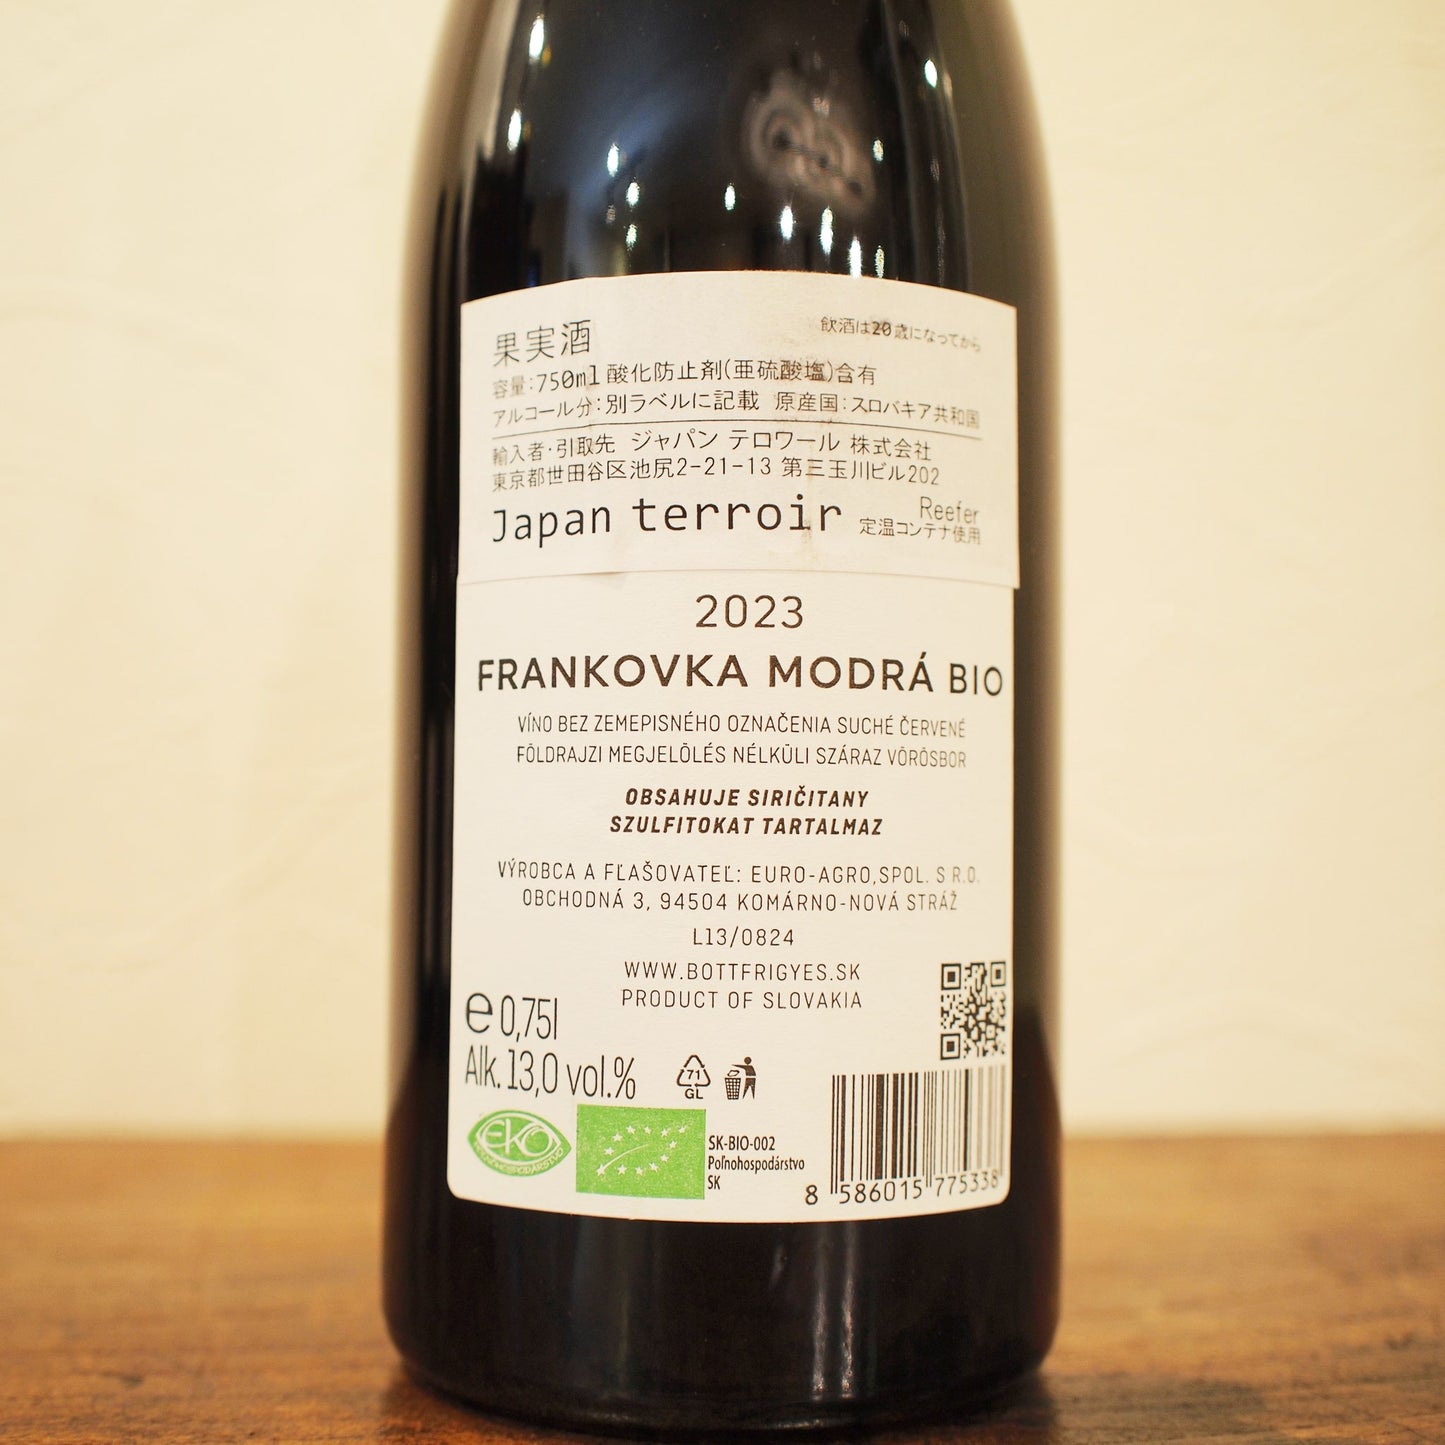 果実酒
飲酒は20歳になってから
容量:750ml 酸化防止剤(亜硫酸塩)含有
アルコール分:別ラベルに記載 原産国:スロバキア共和国
輸入者・引取先 ジャパン テロワール 株式会社
東京都世田谷区池尻2-21-13 第三玉川ビル202
Japan terroir
Reefer
定温コンテナ使用
2023
FRANKOVKA MODRÁ BIO
VÍNO BEZ ZEMEPISNÉHO OZNAČENIA SUCHÉ ČERVENÉ
FÖLDRAJZI MEGJELÖLÉS NÉLKÜLI SZÁRAZ VÖRÖSBOR
OBSAHUJE SIRIČITANY
SZULFITOKAT TARTALMAZ
VÝROBCA A FĽAŠOVATEĽ: EURO-AGRO,SPOL. S R.O.
OBCHODNÁ 3, 94504 KOMÁRNO-NOVÁ STRÁŽ
L13/0824
WWW.BOTTFRIGYES.SK
PRODUCT OF SLOVAKIA
e 0,75l
Alk. 13,0 vol.%
71
GL
EKO
SK-BIO-002
Poľnohospodárstvo
SK
8 586015 775338